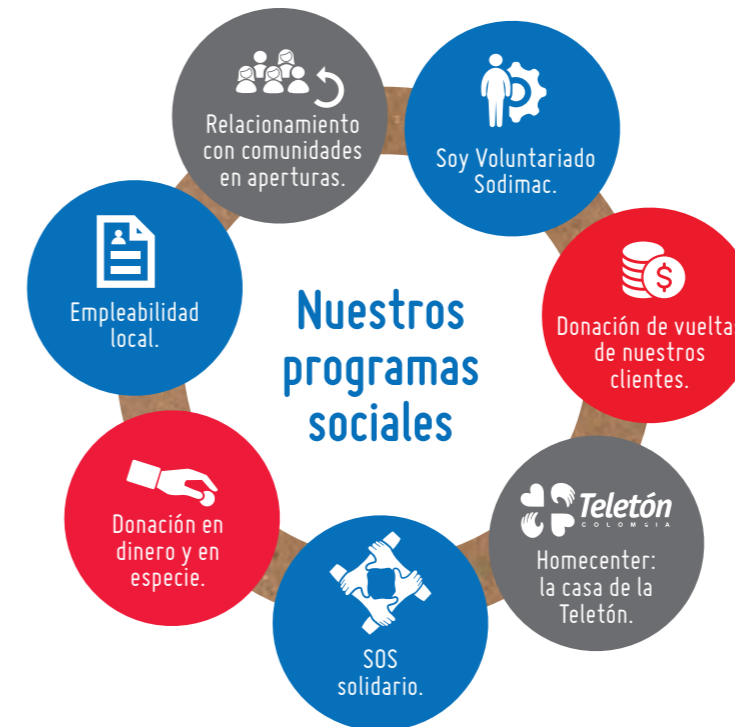 Relacionamiento
con comunidades
en aperturas.
Soy Voluntariado
Sodimac.
Donación de vuelta
de nuestros
clientes.
Teletón
COLOMBIA
Homecenter:
la casa de la
Teletón.
SOS
solidario.
Donación en
dinero y en
especie.
Empleabilidad
local.
Nuestros
programas
sociales